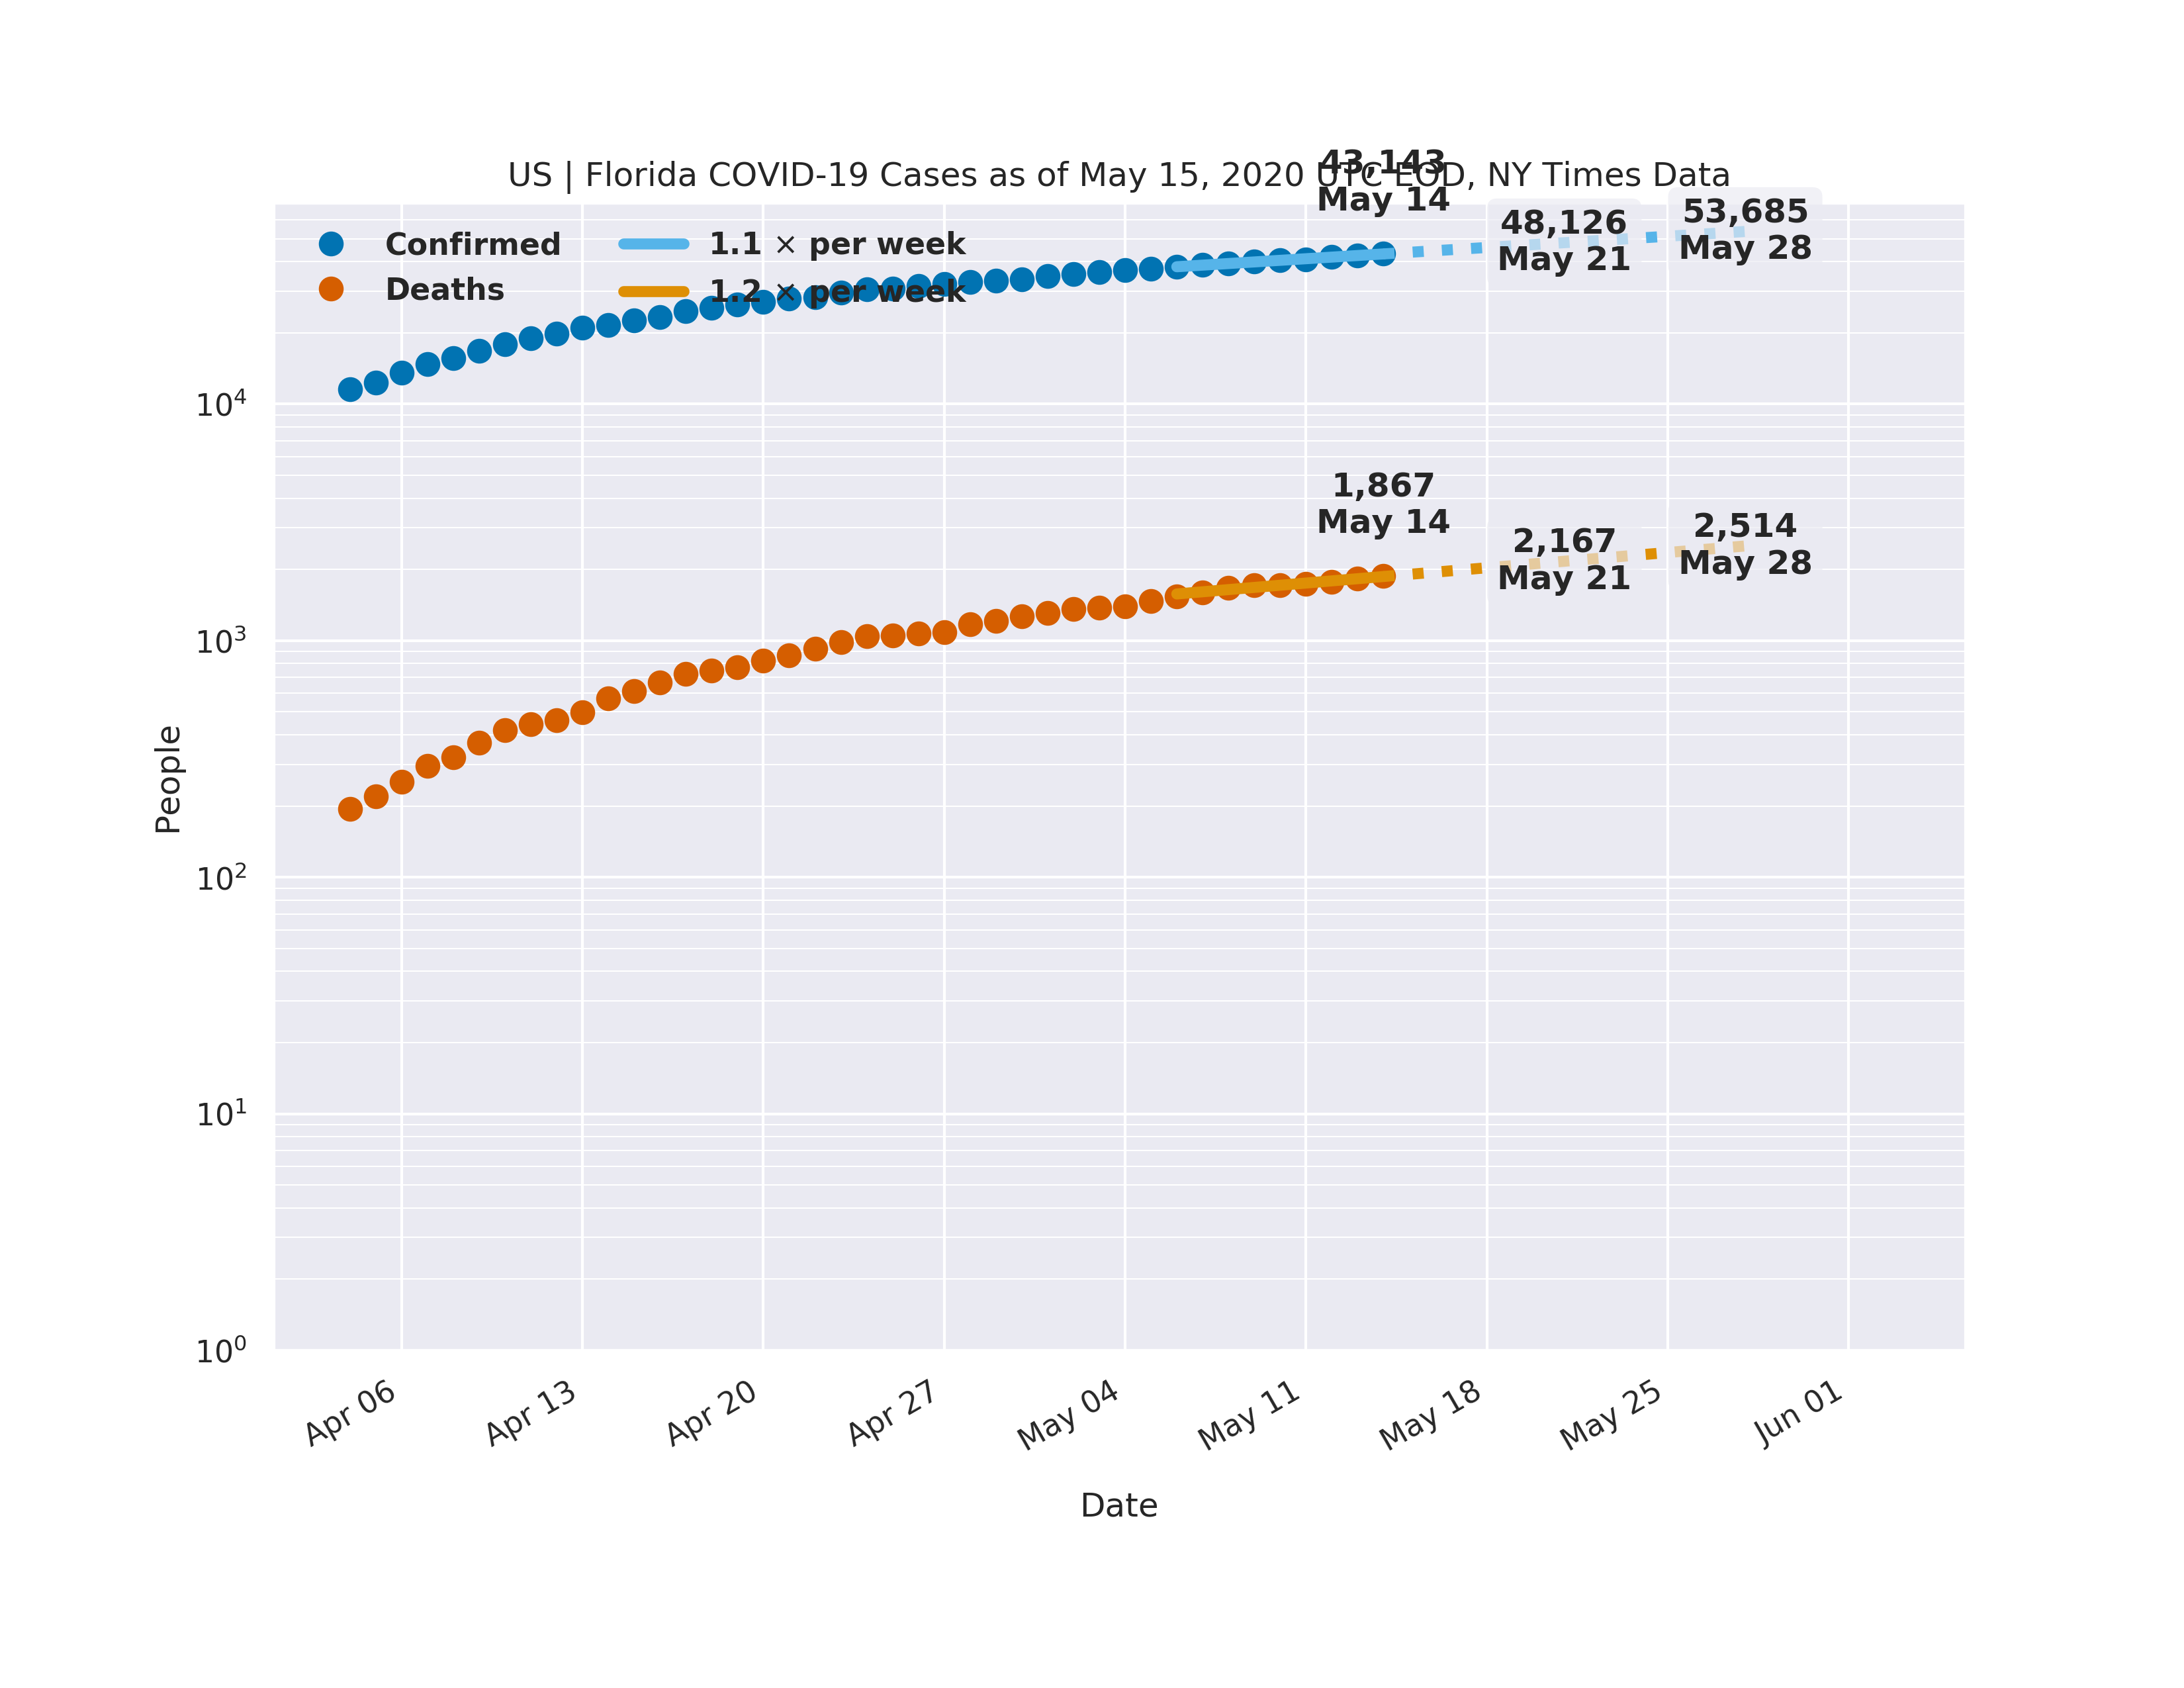 US | Florida COVID-19 Cases as of May 15, 2020 UTC EOD, NY Times Data
43,143
May 14
48,126
May 21
53,685
May 28
Confirmed
Deaths
1.1 × per week
1.2 × per week
1,867
May 14
2,167
May 21
2,514
May 28
People
10⁴
10³
10²
10¹
10⁰
Apr 06
Apr 13
Apr 20
Apr 27
May 04
May 11
May 18
May 25
Jun 01
Date